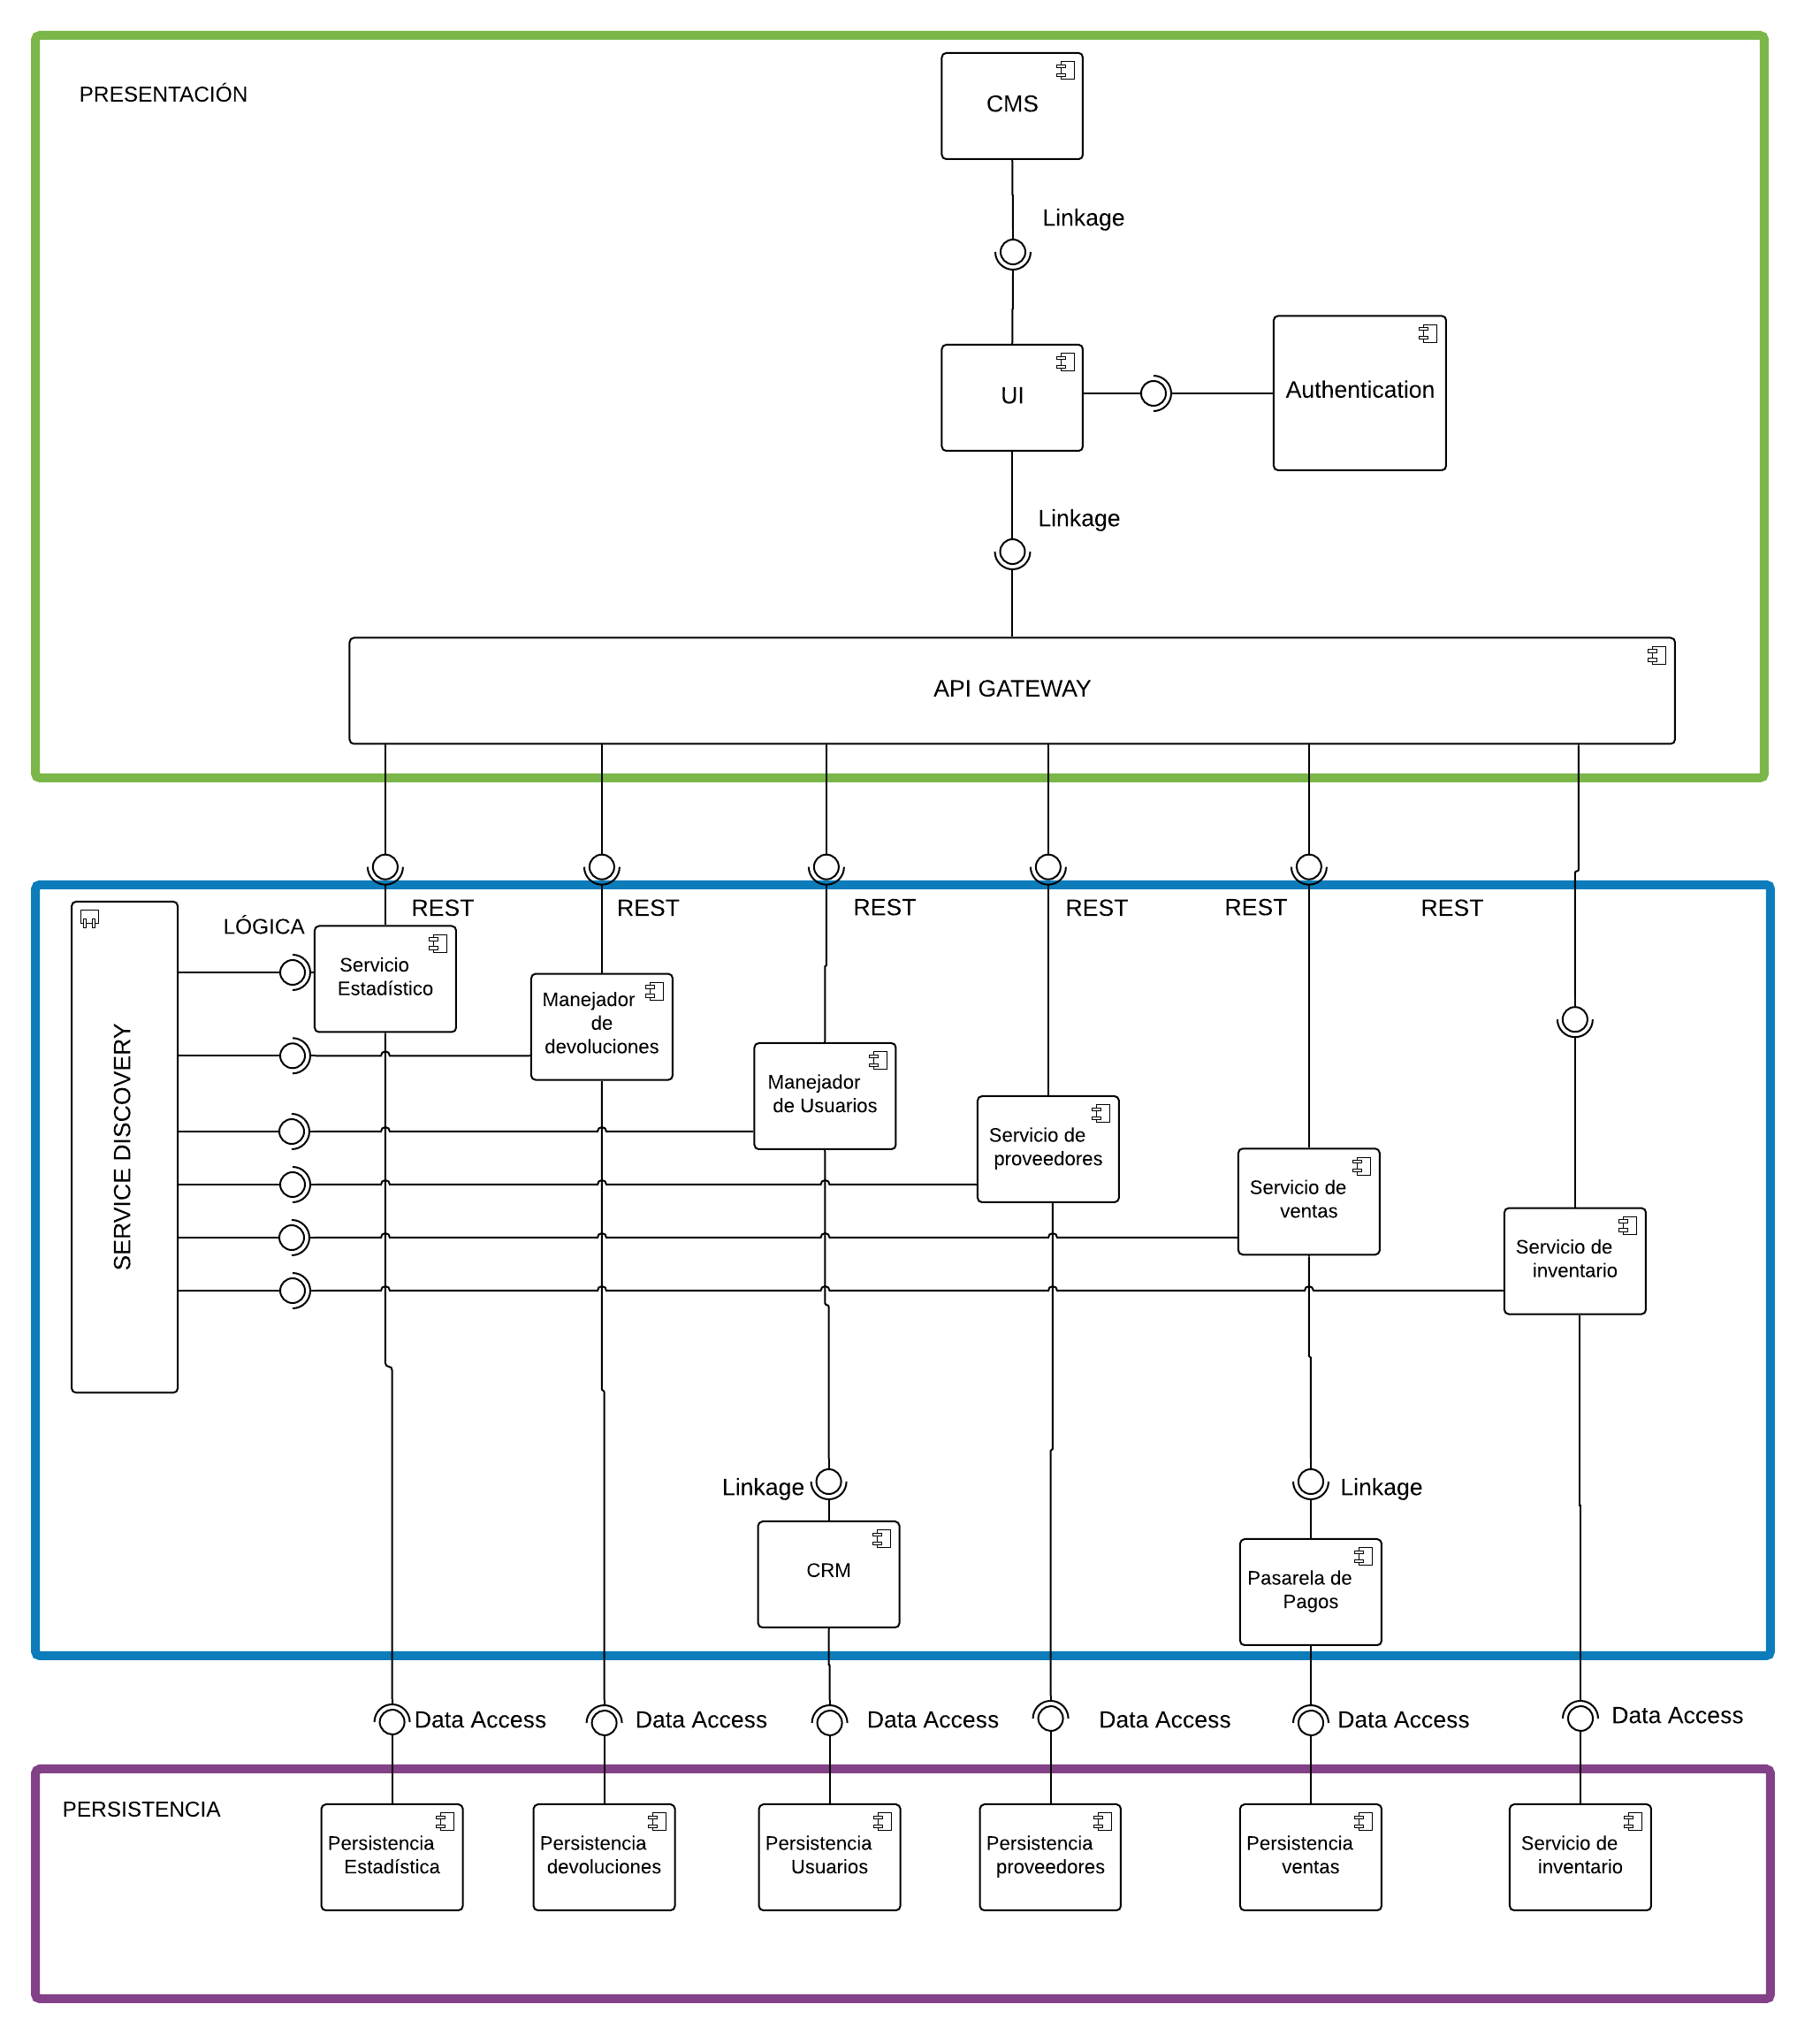 PRESENTACIÓN
CMS
Linkage
UI
Authentication
Linkage
API GATEWAY
REST
REST
REST
REST
REST
REST
LÓGICA
SERVICE DISCOVERY
Servicio
Estadístico
Manejador
de
devoluciones
Manejador
de Usuarios
Servicio de
proveedores
Servicio de
ventas
Servicio de
inventario
Linkage
Linkage
CRM
Pasarela de
Pagos
Data Access
Data Access
Data Access
Data Access
Data Access
Data Access
PERSISTENCIA
Persistencia
Estadística
Persistencia
devoluciones
Persistencia
Usuarios
Persistencia
proveedores
Persistencia
ventas
Servicio de
inventario